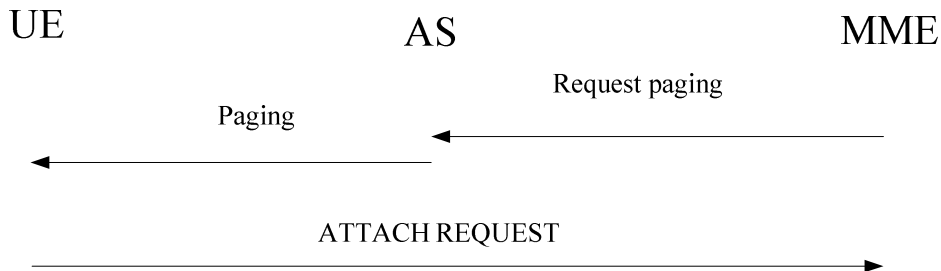 UE
AS
MME
Request paging
Paging
ATTACH REQUEST